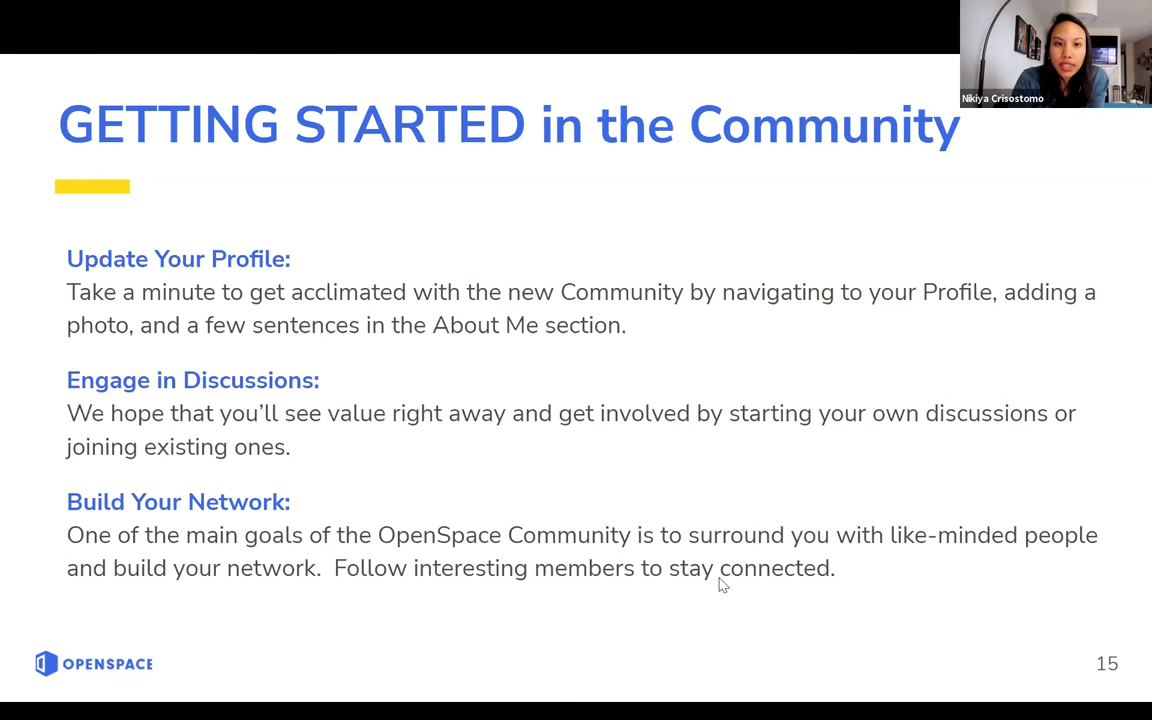 Nikiya Crisostomo
GETTING STARTED in the Community
Update Your Profile:
Take a minute to get acclimated with the new Community by navigating to your Profile, adding a
photo, and a few sentences in the About Me section.
Engage in Discussions:
We hope that you’ll see value right away and get involved by starting your own discussions or
joining existing ones.
Build Your Network:
One of the main goals of the OpenSpace Community is to surround you with like-minded people
and build your network.  Follow interesting members to stay connected.
OPENSPACE
15